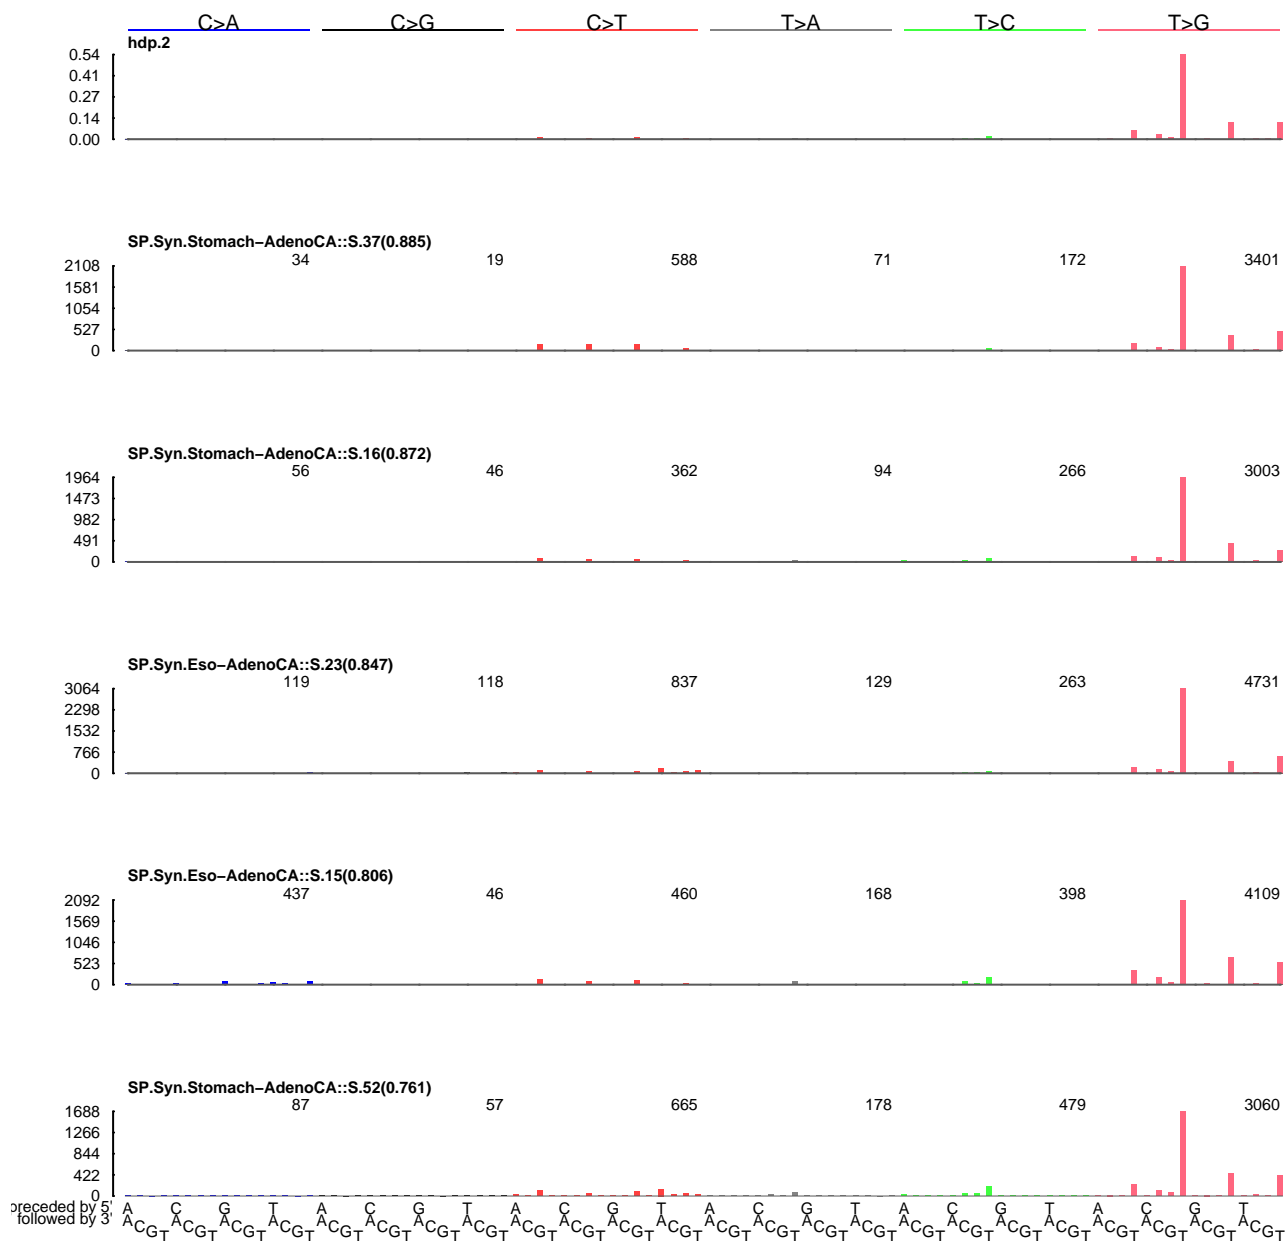 C>A C>G C>T T>A T>C T>G
hdp.2
0.54
0.41
0.27
0.14
0.00
SP.Syn.Stomach−AdenoCA::S.37(0.885)
34 19 588 71 172 3401
2108
1581
1054
527
0
SP.Syn.Stomach−AdenoCA::S.16(0.872)
56 46 362 94 266 3003
1964
1473
982
491
0
SP.Syn.Eso−AdenoCA::S.23(0.847)
119 118 837 129 263 4731
3064
2298
1532
766
0
SP.Syn.Eso−AdenoCA::S.15(0.806)
437 46 460 168 398 4109
2092
1569
1046
523
0
SP.Syn.Stomach−AdenoCA::S.52(0.761)
87 57 665 178 479 3060
1688
1266
844
422
0
preceded by 5' A C G T A C G T A C G T A C G T A C G T A C G T
followed by 3' A C G T A C G T A C G T A C G T A C G T A C G T A C G T A C G T A C G T A C G T A C G T A C G T A C G T A C G T A C G T A C G T A C G T A C G T A C G T A C G T A C G T A C G T A C G T A C G T